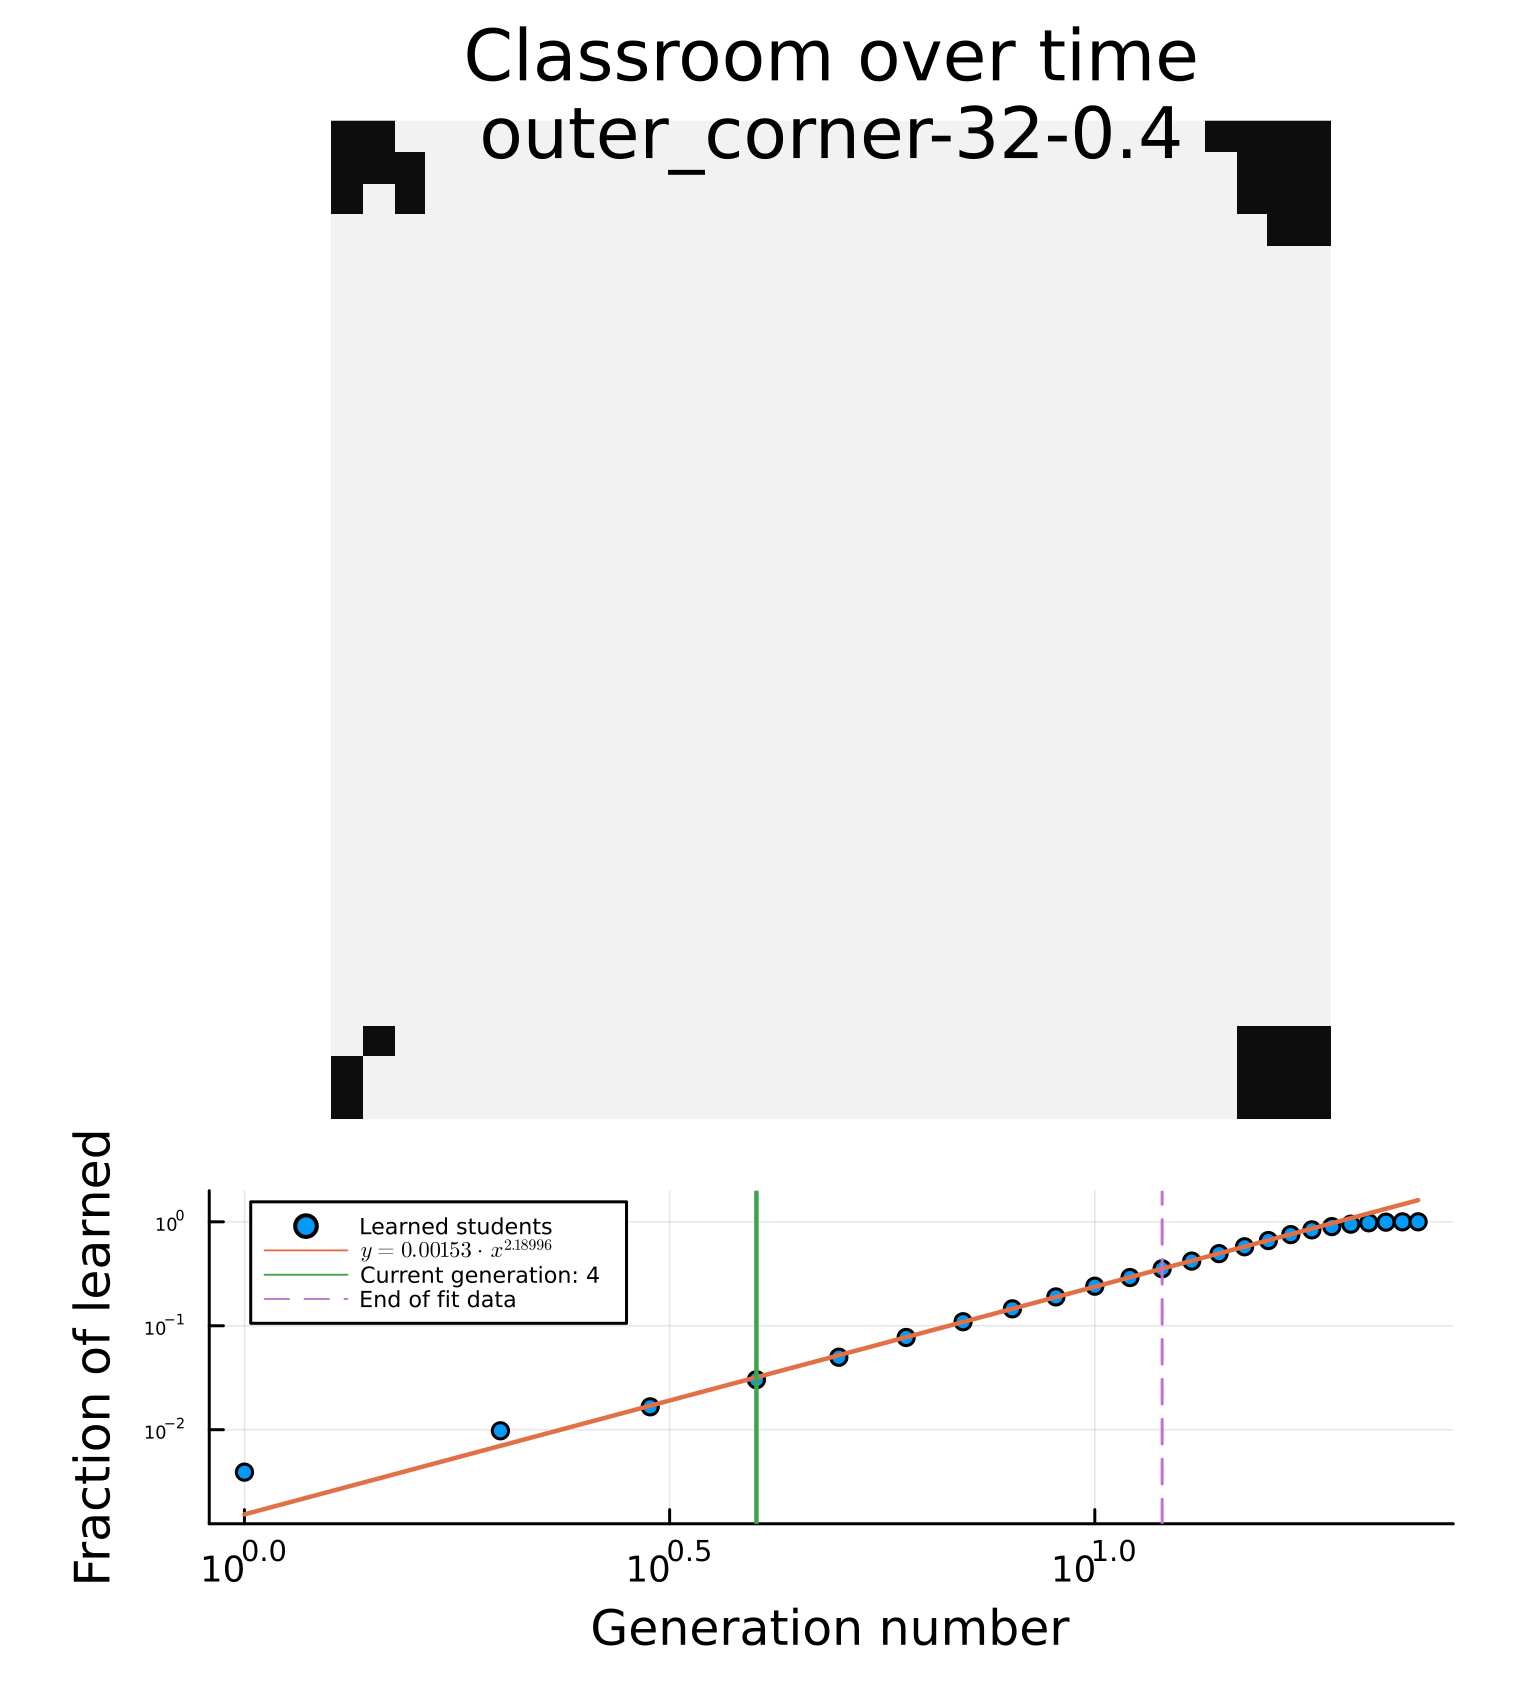 Classroom over time
outer_corner-32-0.4
Fraction of learned
10^0
10^−1
10^−2
Learned students
y = 0.00153 · x^2.18996
Current generation: 4
End of fit data
10^0.0
10^0.5
10^1.0
Generation number